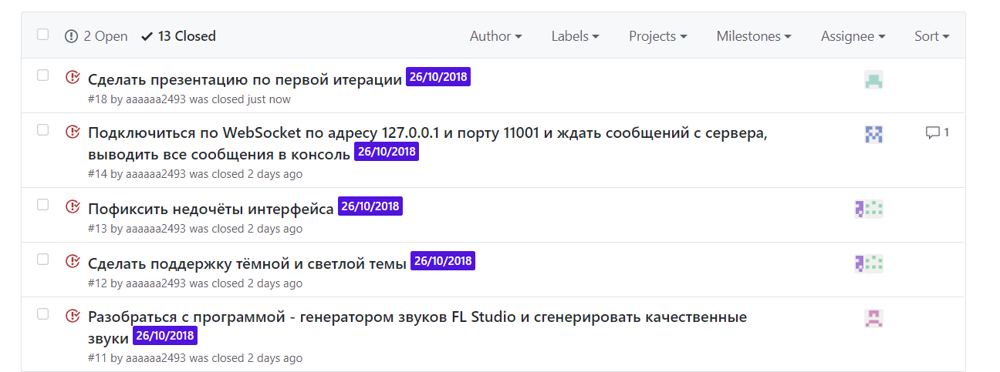 2 Open 13 Closed Author Labels Projects Milestones Assignee Sort
Сделать презентацию по первой итерации 26/10/2018
#18 by aaaaaa2493 was closed just now
Подключиться по WebSocket по адресу 127.0.0.1 и порту 11001 и ждать сообщений с сервера, 1
выводить все сообщения в консоль 26/10/2018
#14 by aaaaaa2493 was closed 2 days ago
Пофиксить недочёты интерфейса 26/10/2018
#13 by aaaaaa2493 was closed 2 days ago
Сделать поддержку тёмной и светлой темы 26/10/2018
#12 by aaaaaa2493 was closed 2 days ago
Разобраться с программой - генератором звуков FL Studio и сгенерировать качественные
звуки 26/10/2018
#11 by aaaaaa2493 was closed 2 days ago